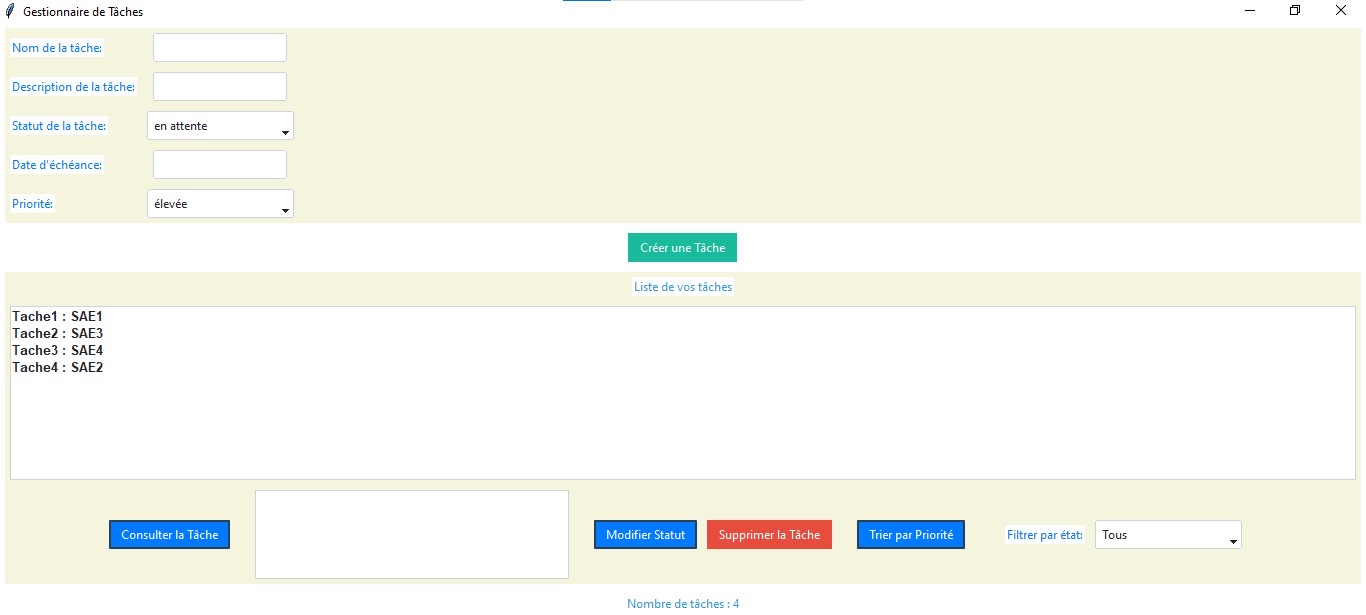 Gestionnaire de Tâches
Nom de la tâche:
Description de la tâche:
Statut de la tâche: en attente
Date d'échéance:
Priorité: élevée
Créer une Tâche
Liste de vos tâches
Tache1 : SAE1
Tache2 : SAE3
Tache3 : SAE4
Tache4 : SAE2
Consulter la Tâche Modifier Statut Supprimer la Tâche Trier par Priorité Filtrer par état: Tous
Nombre de tâches : 4